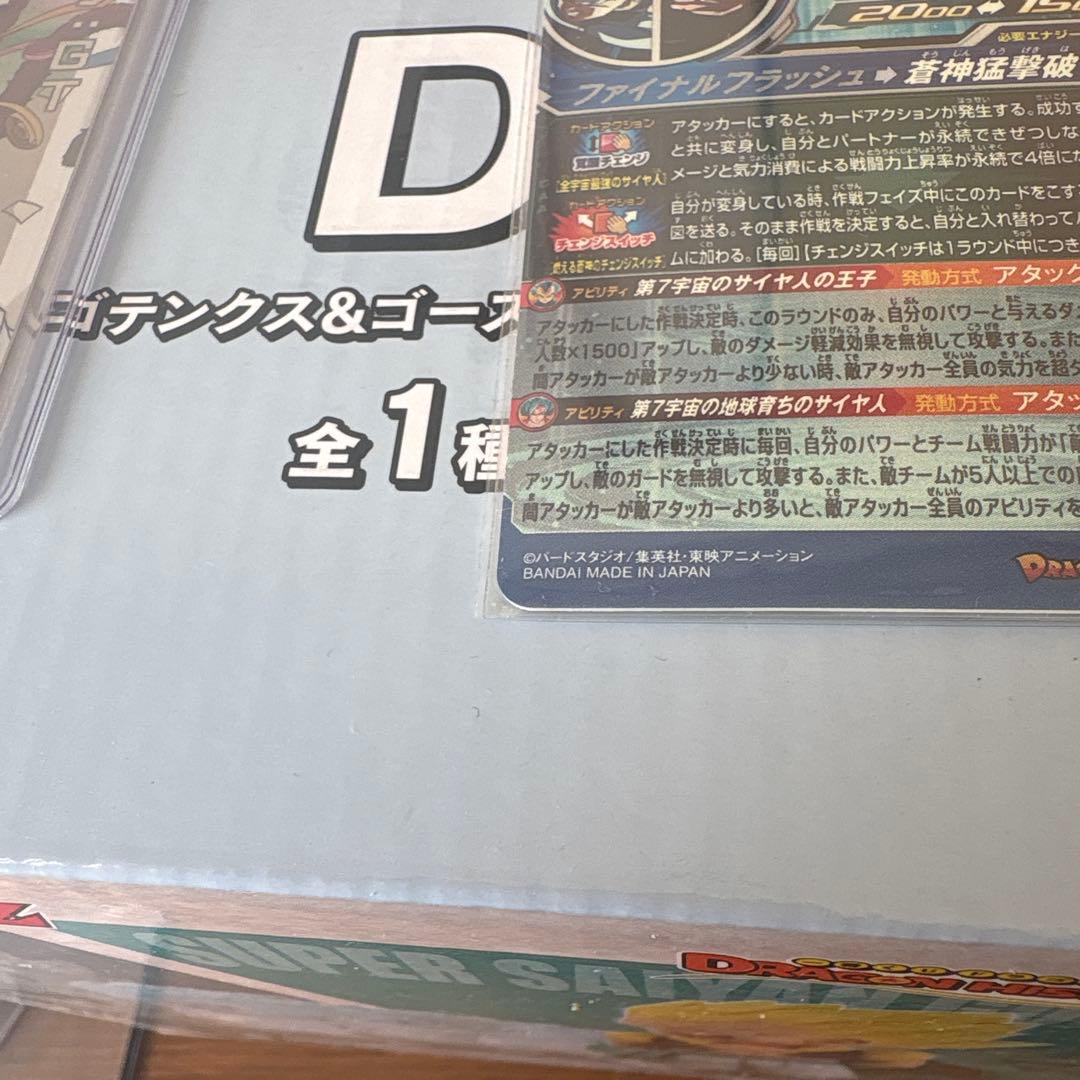 GT
D
ゴテンクス&ゴース
全1種
2000⇔150
必要エナジー
ファイナルフラッシュ➡蒼神猛撃破
カードアクション
覚醒チェンジ
[全宇宙最強のサイヤ人]
アタッカーにすると、カードアクションが発生する。成功す
と共に変身し、自分とパートナーが永続できぜつしな
メージと気力消費による戦闘力上昇率が永続で4倍にな
カードアクション
チェンジスイッチ
[燃える蒼神のチェンジスイッチ]
自分が変身している時、作戦フェイズ中にこのカードをこす
図を送る。そのまま作戦を決定すると、自分と入れ替わって
ムに加わる。[毎回]【チェンジスイッチは1ラウンド中につき
アビリティ 第7宇宙のサイヤ人の王子 発動方式 アタック
アタッカーにした作戦決定時、このラウンドのみ、自分のパワーと与えるダ
人数×1500」アップし、敵のダメージ軽減効果を無視して攻撃する。また
間アタッカーが敵アタッカーより少ない時、敵アタッカー全員の気力を超
アビリティ 第7宇宙の地球育ちのサイヤ人 発動方式 アタッ
アタッカーにした作戦決定時に毎回、自分のパワーとチーム戦闘力が「敵
アップし、敵のガードを無視して攻撃する。また、敵チームが5人以上での
間アタッカーが敵アタッカーより多いと、敵アタッカー全員のアビリティを
©バードスタジオ/集英社・東映アニメーション
BANDAI MADE IN JAPAN
DRA
SUPER SAIYAN
DRAGON HIS